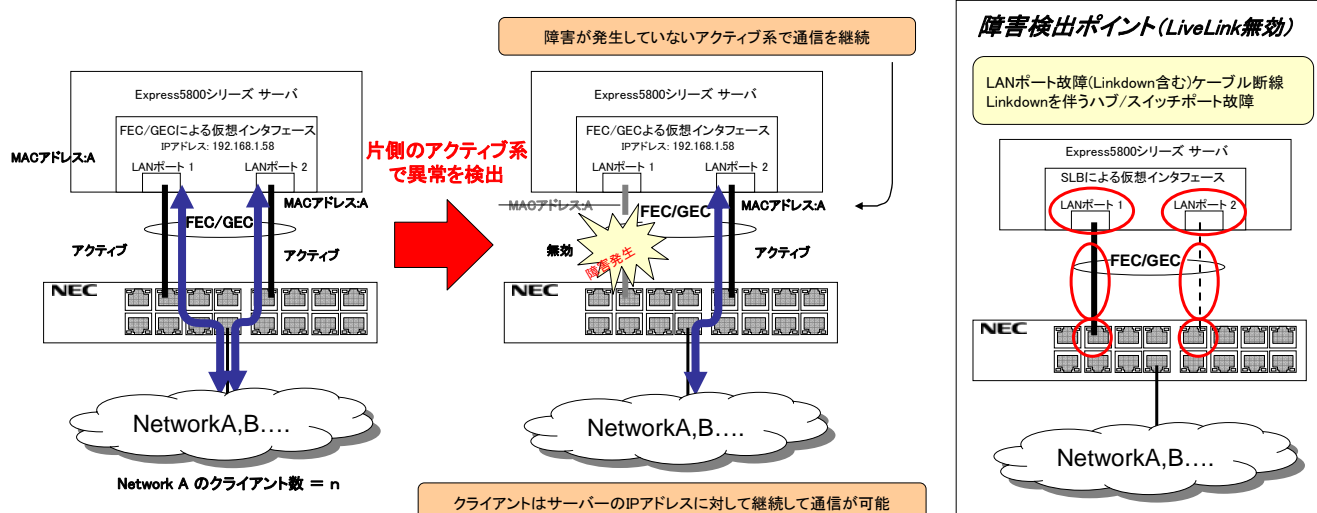 障害が発生していないアクティブ系で通信を継続
Express5800シリーズ サーバ
FEC/GECによる仮想インタフェース
IPアドレス: 192.168.1.58
LANポート 1
LANポート 2
MACアドレス:A
MACアドレス:A
FEC/GEC
アクティブ
アクティブ
NEC
NetworkA,B....
Network A のクライアント数 = n
片側のアクティブ系
で異常を検出
Express5800シリーズ サーバ
FEC/GECよる仮想インタフェース
IPアドレス: 192.168.1.58
LANポート 1
LANポート 2
MACアドレス:A
MACアドレス:A
FEC/GEC
無効
障害発生
アクティブ
NEC
NetworkA,B....
クライアントはサーバーのIPアドレスに対して継続して通信が可能
障害検出ポイント(LiveLink無効)
LANポート故障(Linkdown含む)ケーブル断線
Linkdownを伴うハブ/スイッチポート故障
Express5800シリーズ サーバ
SLBによる仮想インタフェース
LANポート 1
LANポート 2
FEC/GEC
NEC
NetworkA,B....